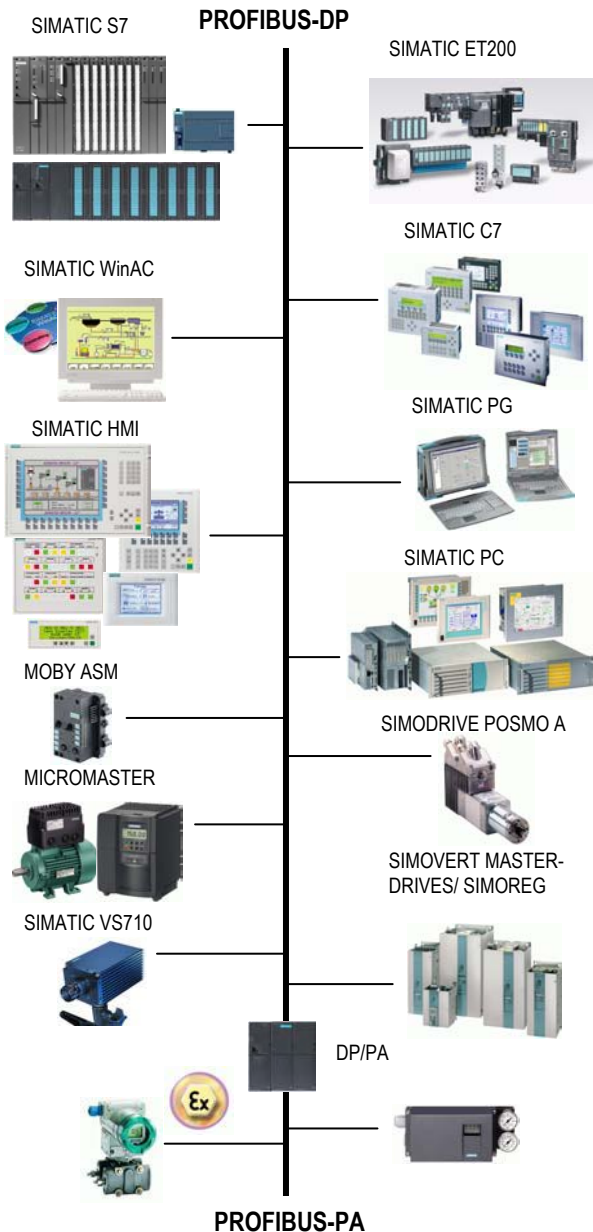 PROFIBUS-DP
SIMATIC S7
SIMATIC ET200
SIMATIC C7
SIMATIC WinAC
SIMATIC PG
SIMATIC HMI
SIMATIC PC
MOBY ASM
SIMODRIVE POSMO A
MICROMASTER
SIMOVERT MASTER-
DRIVES/ SIMOREG
SIMATIC VS710
DP/PA
Ex
PROFIBUS-PA